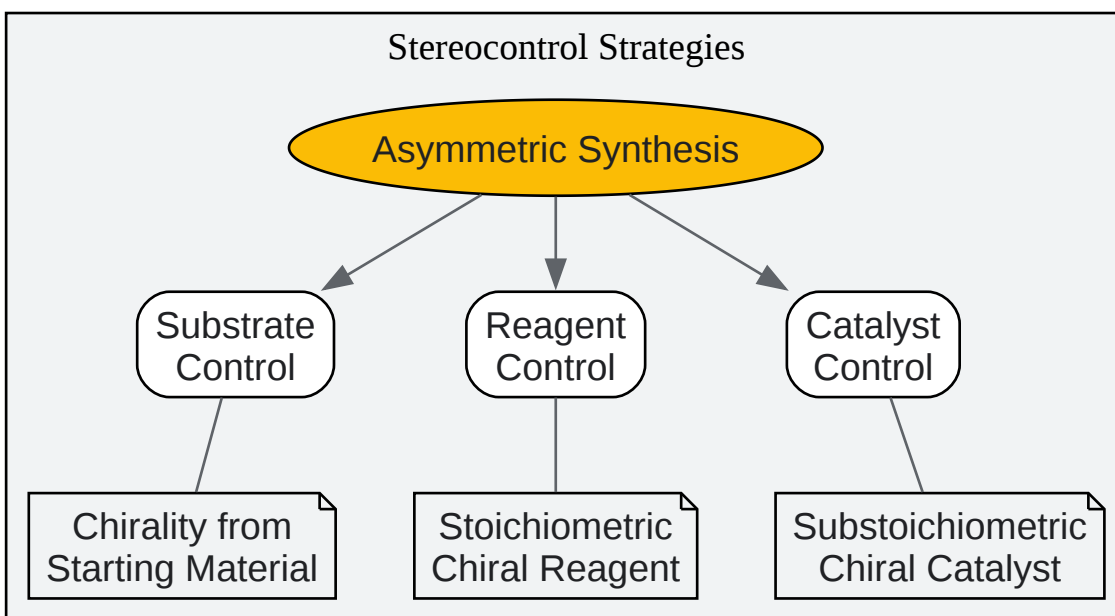 Stereocontrol Strategies
Asymmetric Synthesis
Substrate
Control
Reagent
Control
Catalyst
Control
Chirality from
Starting Material
Stoichiometric
Chiral Reagent
Substoichiometric
Chiral Catalyst